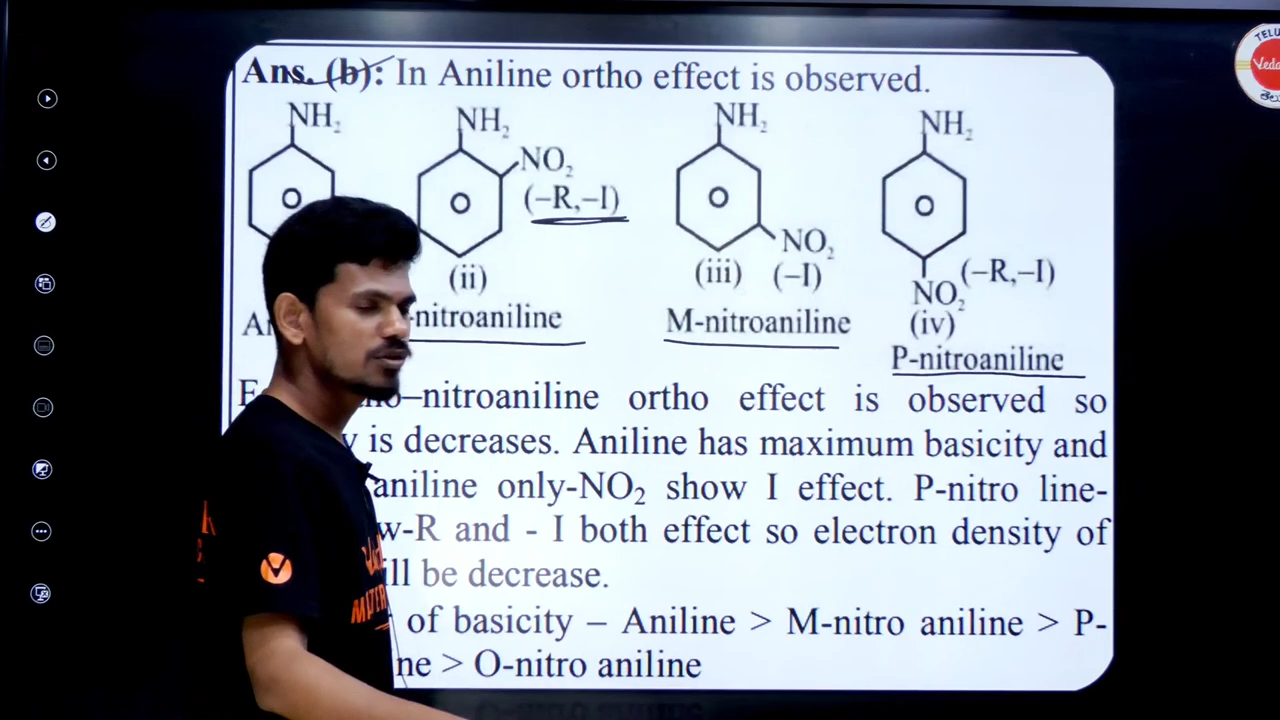 Ans. (b): In Aniline ortho effect is observed.
NH₂ NH₂ NH₂ NH₂
NO₂
(–R,–I)
NO₂
(ii) (iii) (–I) (–R,–I)
NO₂
-nitroaniline M-nitroaniline (iv)
P-nitroaniline
–nitroaniline ortho effect is observed so
is decreases. Aniline has maximum basicity and
aniline only-NO₂ show I effect. P-nitro line-
-R and - I both effect so electron density of
ill be decrease.
of basicity – Aniline > M-nitro aniline > P-
ne > O-nitro aniline
TELU
Veda
తెలు
V